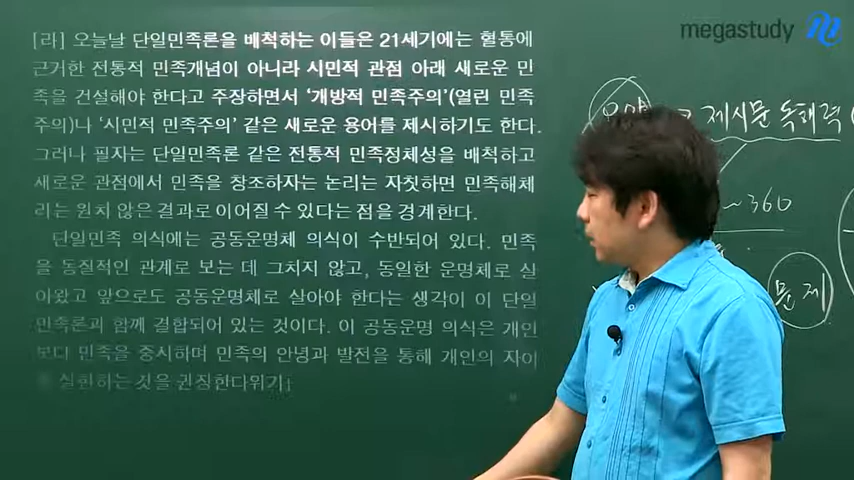 megastudy
[라] 오늘날 단일민족론을 배척하는 이들은 21세기에는 혈통에
근거한 전통적 민족개념이 아니라 시민적 관점 아래 새로운 민
족을 건설해야 한다고 주장하면서 ‘개방적 민족주의’(열린 민족
주의)나 ‘시민적 민족주의’ 같은 새로운 용어를 제시하기도 한다.
그러나 필자는 단일민족론 같은 전통적 민족정체성을 배척하고
새로운 관점에서 민족을 창조하자는 논리는 자칫하면 민족해체
라는 원치 않은 결과로 이어질 수 있다는 점을 경계한다.
단일민족 의식에는 공동운명체 의식이 수반되어 있다. 민족
을 동질적인 관계로 보는 데 그치지 않고, 동일한 운명체로 살
아왔고 앞으로도 공동운명체로 살아야 한다는 생각이 이 단일
민족론과 함께 결합되어 있는 것이다. 이 공동운명 의식은 개인
보다 민족을 중시하며 민족의 안녕과 발전을 통해 개인의 자아
실현하는 것을
제시문 독해력
~360
문제